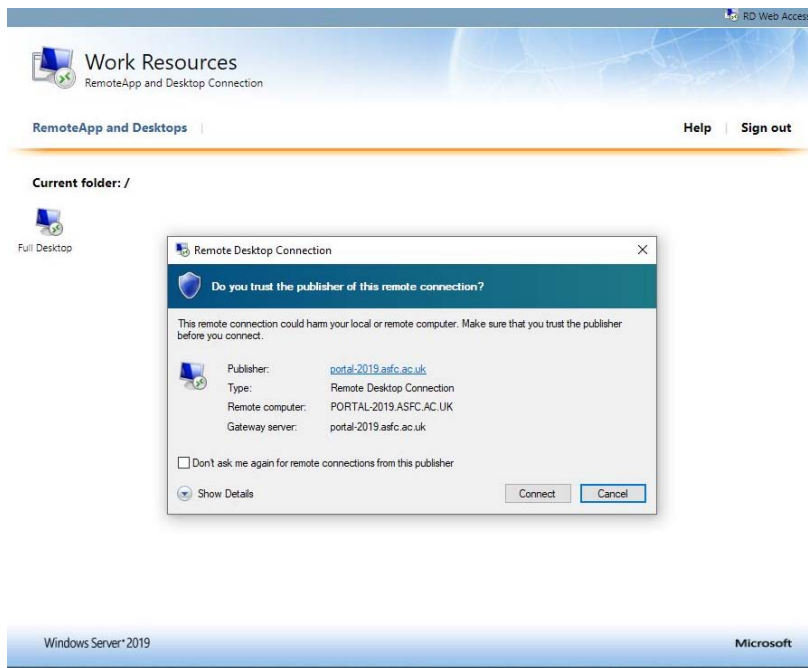 RD Web Access
Work Resources
RemoteApp and Desktop Connection
RemoteApp and Desktops | Help | Sign out
Current folder: /
Full Desktop
Remote Desktop Connection
Do you trust the publisher of this remote connection?
This remote connection could harm your local or remote computer. Make sure that you trust the publisher
before you connect.
Publisher: portal-2019.asfc.ac.uk
Type: Remote Desktop Connection
Remote computer: PORTAL-2019.ASFC.AC.UK
Gateway server: portal-2019.asfc.ac.uk
Don't ask me again for remote connections from this publisher
Show Details Connect Cancel
Windows Server 2019 Microsoft